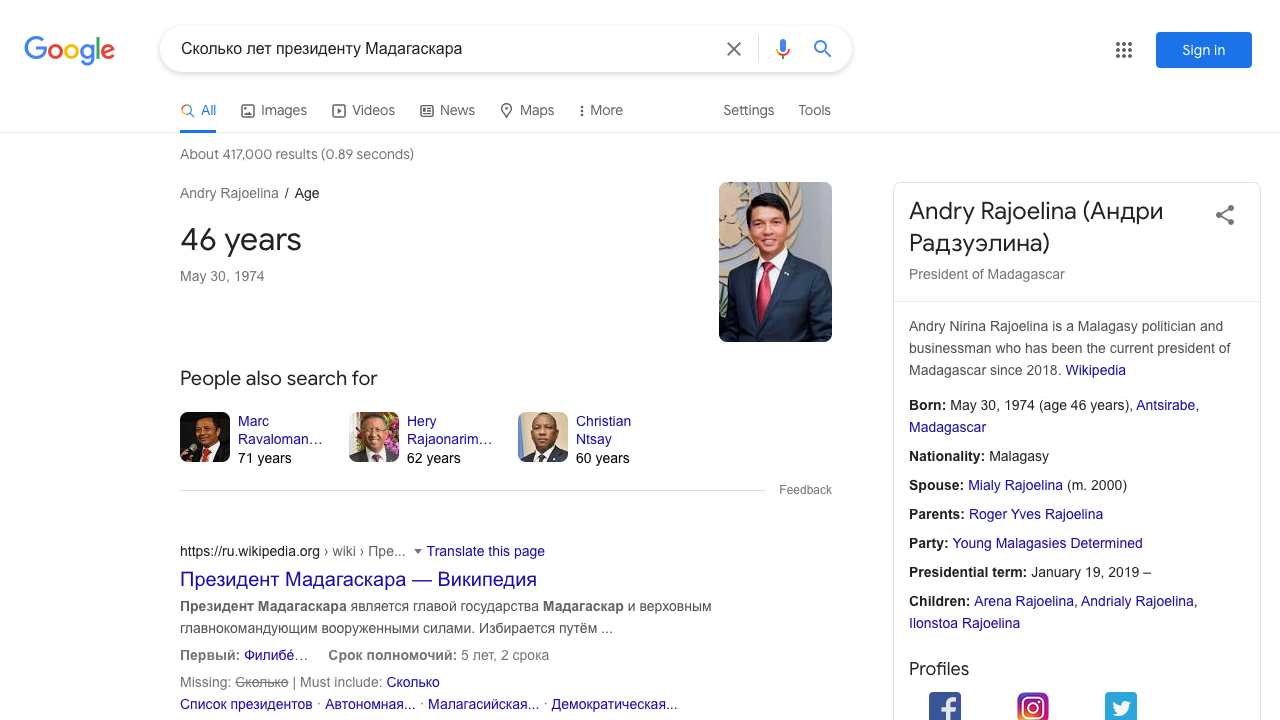 Google
Сколько лет президенту Мадагаскара
Sign in
All
Images
Videos
News
Maps
More
Settings
Tools
About 417,000 results (0.89 seconds)
Andry Rajoelina / Age
46 years
May 30, 1974
People also search for
Marc
Ravaloman…
71 years
Hery
Rajaonarim…
62 years
Christian
Ntsay
60 years
Feedback
https://ru.wikipedia.org › wiki › Пре... Translate this page
Президент Мадагаскара — Википедия
Президент Мадагаскара является главой государства Мадагаскар и верховным
главнокомандующим вооруженными силами. Избирается путём ...
Первый: Филибе́… Срок полномочий: 5 лет, 2 срока
Missing: Сколько | Must include: Сколько
Список президентов · Автономная... · Малагасийская... · Демократическая...
Andry Rajoelina (Андри
Радзуэлина)
President of Madagascar
Andry Nirina Rajoelina is a Malagasy politician and
businessman who has been the current president of
Madagascar since 2018. Wikipedia
Born: May 30, 1974 (age 46 years), Antsirabe,
Madagascar
Nationality: Malagasy
Spouse: Mialy Rajoelina (m. 2000)
Parents: Roger Yves Rajoelina
Party: Young Malagasies Determined
Presidential term: January 19, 2019 –
Children: Arena Rajoelina, Andrialy Rajoelina,
Ilonstoa Rajoelina
Profiles